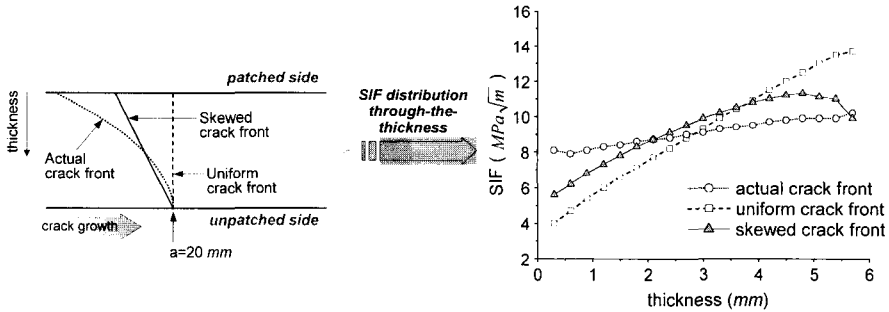 patched side
thickness
Skewed
crack front
Actual
crack front
Uniform
crack front
unpatched side
crack growth
a=20 mm
SIF distribution
through-the-
thickness
SIF ( MPa√m )
16
14
12
10
8
6
4
2
0 1 2 3 4 5 6
thickness (mm)
actual crack front
uniform crack front
skewed crack front